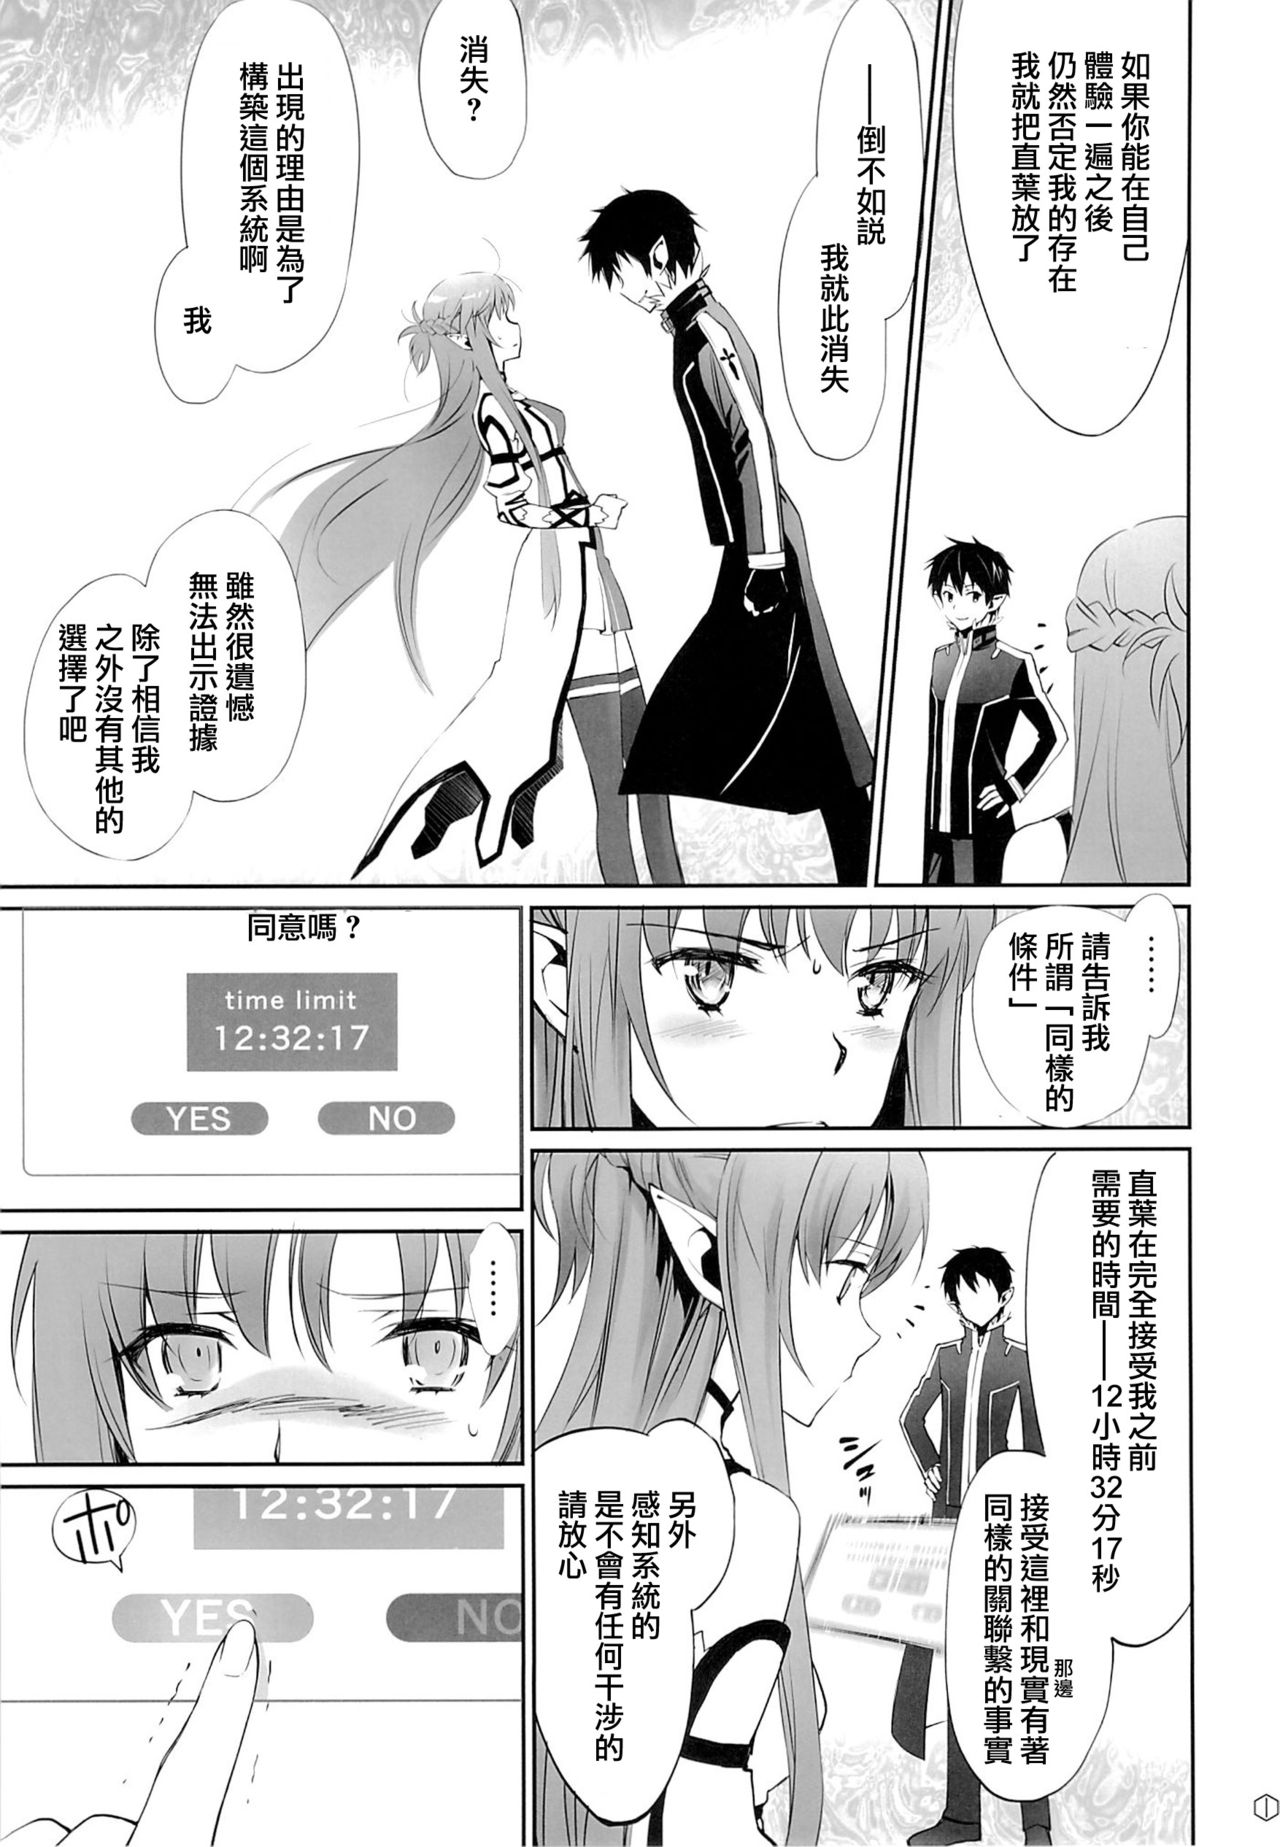 如果你能在自己
體驗一遍之後
仍然否定我的存在
我就把直葉放了
——倒不如説
我就此消失
消失？
出現的理由是為了
構築這個系統啊
我
雖然很遺憾
無法出示證據
除了相信我
之外沒有其他的
選擇了吧
……
請告訴我
所謂「同樣的
條件」
同意嗎？
time limit
12:32:17
YES
NO
直葉在完全接受我之前
需要的時間——12小時32分17秒
接受這裡和現實有著
那邊
同樣的關聯繫的事實
另外
感知系統的
是不會有任何干涉的
請放心
……
12:32:17
ポ
YES
NO
1